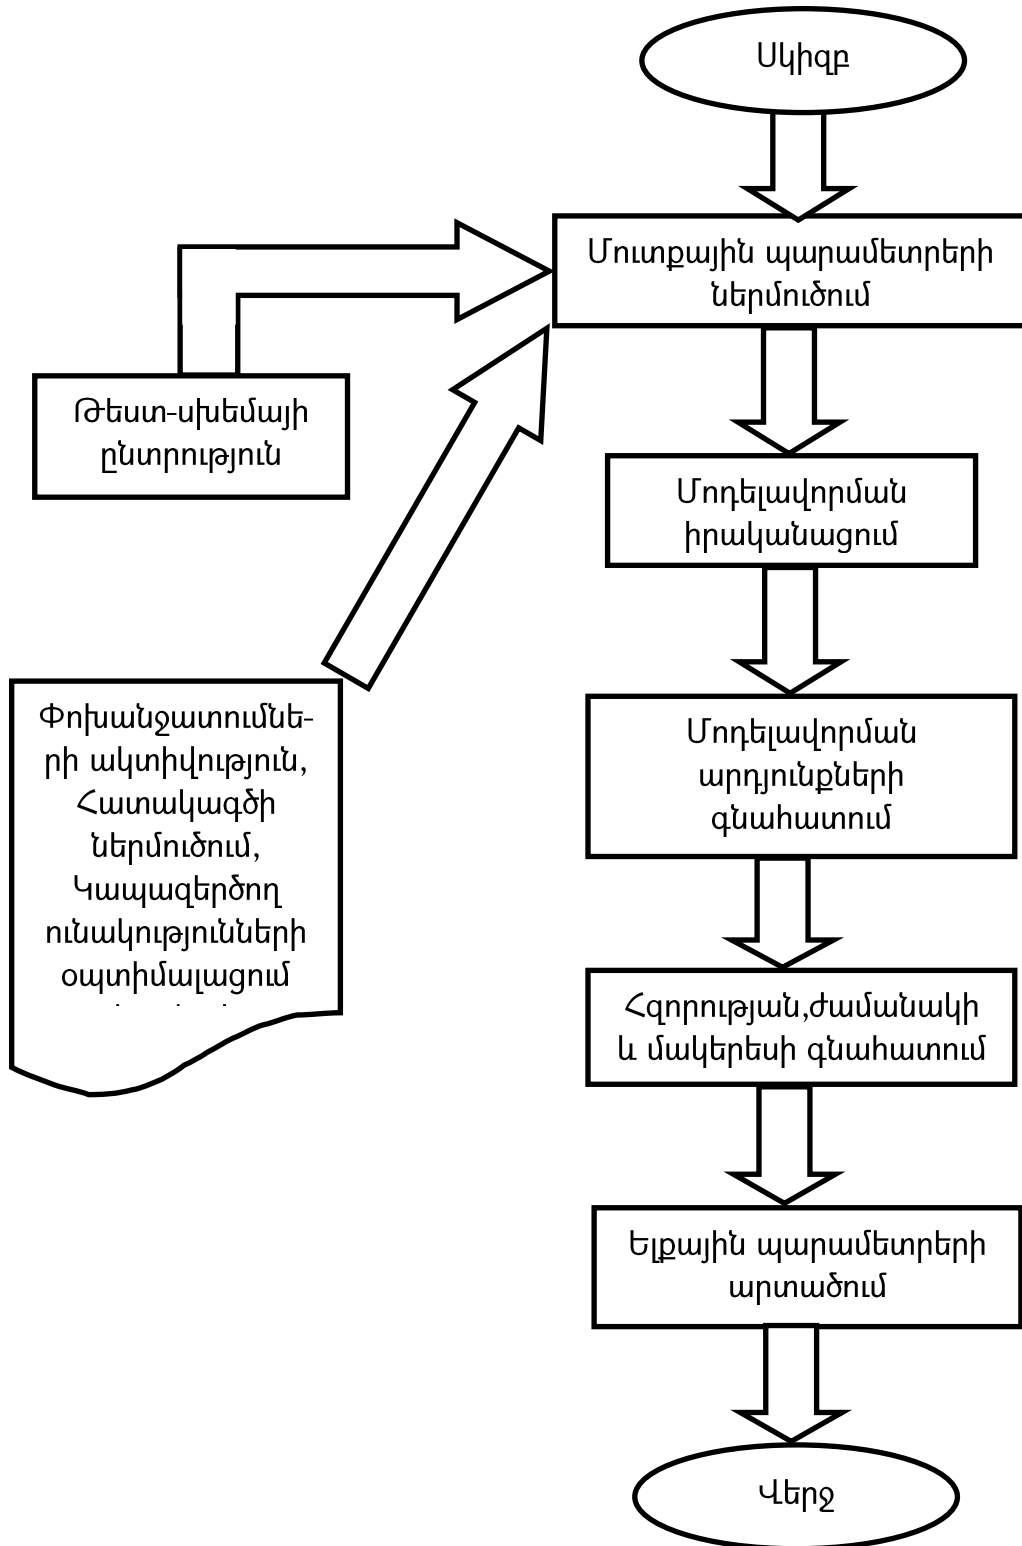 Սկիզբ
Մուտքային պարամետրերի
ներմուծում
Թեստ-սխեմայի
ընտրություն
Մոդելավորման
իրականացում
Փոխանջատումնե-
րի ակտիվություն,
Հատակագծի
ներմուծում,
Կապազերծող
ունակությունների
օպտիմալացում
Մոդելավորման
արդյունքների
գնահատում
Հզորության,ժամանակի
և մակերեսի գնահատում
Ելքային պարամետրերի
արտածում
Վերջ